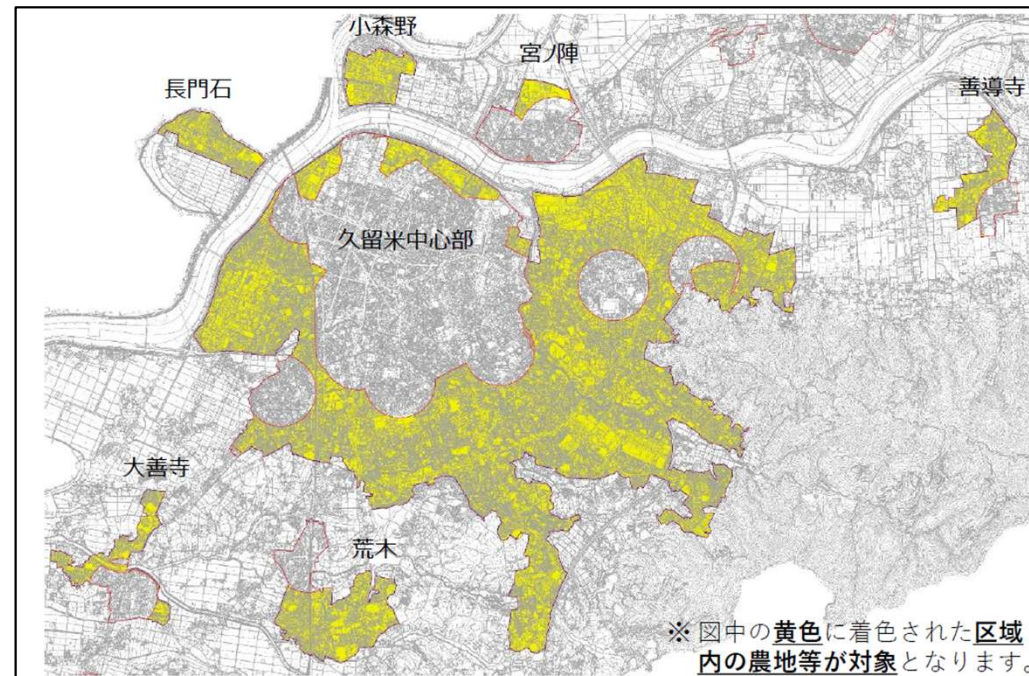 小森野
宮ノ陣
長門石
善導寺
久留米中心部
大善寺
荒木
※ 図中の黄色に着色された区域
内の農地等が対象となります。